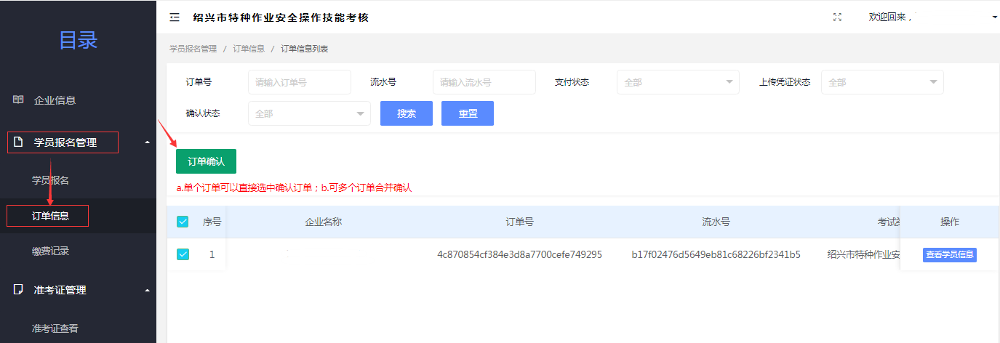 目录
企业信息
学员报名管理
学员报名
订单信息
缴费记录
准考证管理
准考证查看
绍兴市特种作业安全操作技能考核
欢迎回来，
学员报名管理 / 订单信息 / 订单信息列表
订单号 请输入订单号 流水号 请输入流水号 支付状态 全部 上传凭证状态 全部
确认状态 全部 搜索 重置
订单确认
a.单个订单可以直接选中确认订单；b.可多个订单合并确认
序号 企业名称 订单号 流水号 考试 操作
1 4c870854cf384e3d8a7700cefe749295 b17f02476d5649eb81c68226bf2341b5 绍兴市特种作业安 查看学员信息